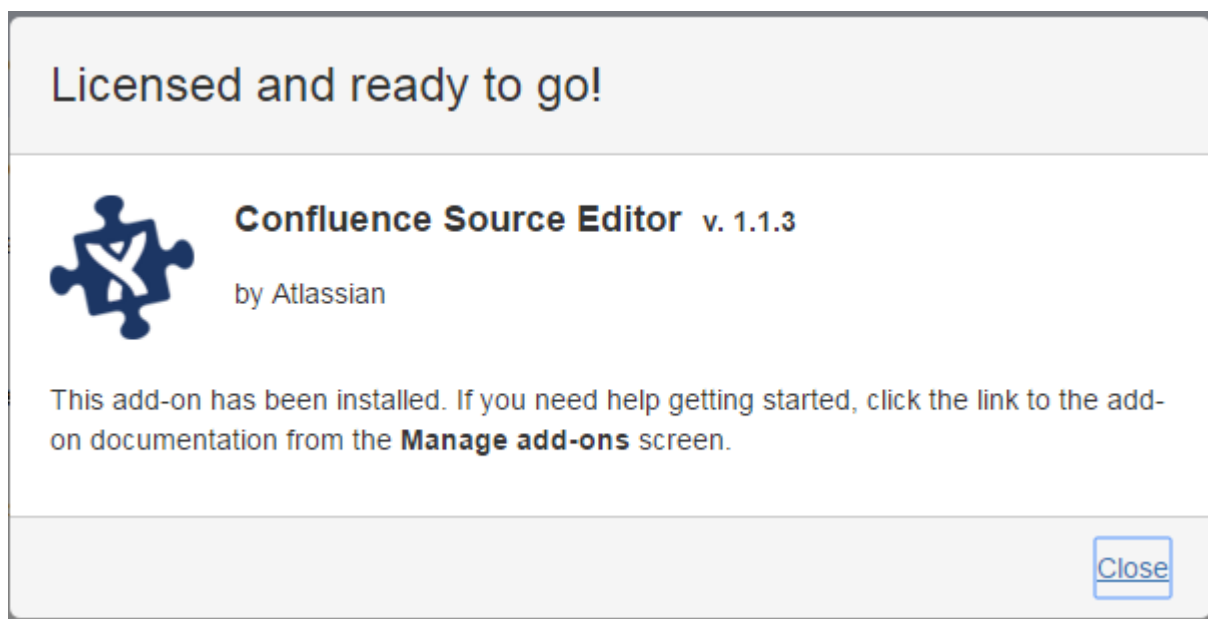 Licensed and ready to go!
Confluence Source Editor v. 1.1.3
by Atlassian
This add-on has been installed. If you need help getting started, click the link to the add-
on documentation from the Manage add-ons screen.
Close